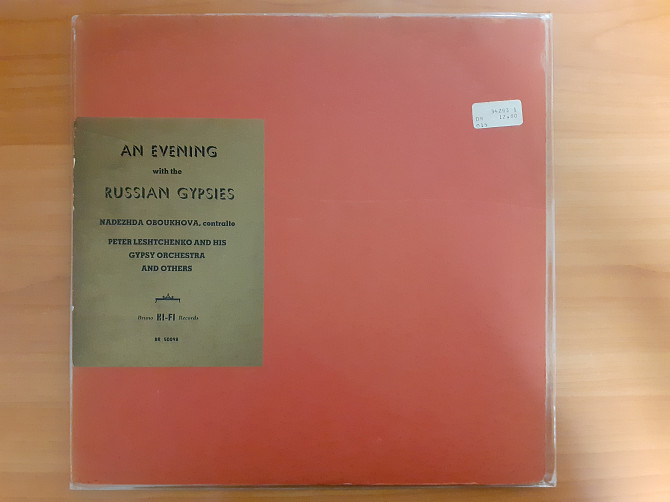 AN EVENING
with the
RUSSIAN GYPSIES
NADEZHDA OBOUKHOVA, contralto
PETER LESHTCHENKO AND HIS
GYPSY ORCHESTRA
AND OTHERS
HI-FI Records